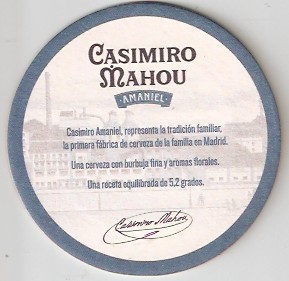 CASIMIRO
MAHOU
·AMANIEL·
Casimiro Amaniel, representa la tradición familiar,
la primera fábrica de cerveza de la familia en Madrid.
Una cerveza con burbuja fina y aromas florales.
Una receta equilibrada de 5,2 grados.
Casimiro Mahou